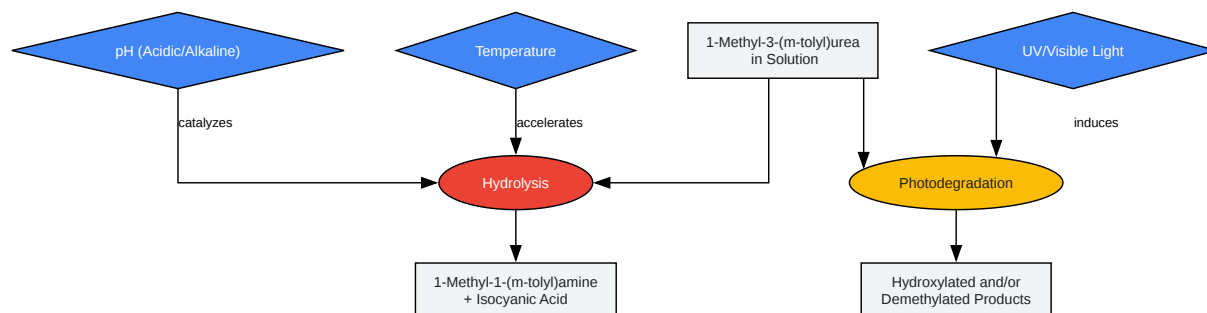 pH (Acidic/Alkaline)
Temperature
1-Methyl-3-(m-tolyl)urea
in Solution
UV/Visible Light
catalyzes
accelerates
induces
Hydrolysis
Photodegradation
1-Methyl-1-(m-tolyl)amine
+ Isocyanic Acid
Hydroxylated and/or
Demethylated Products